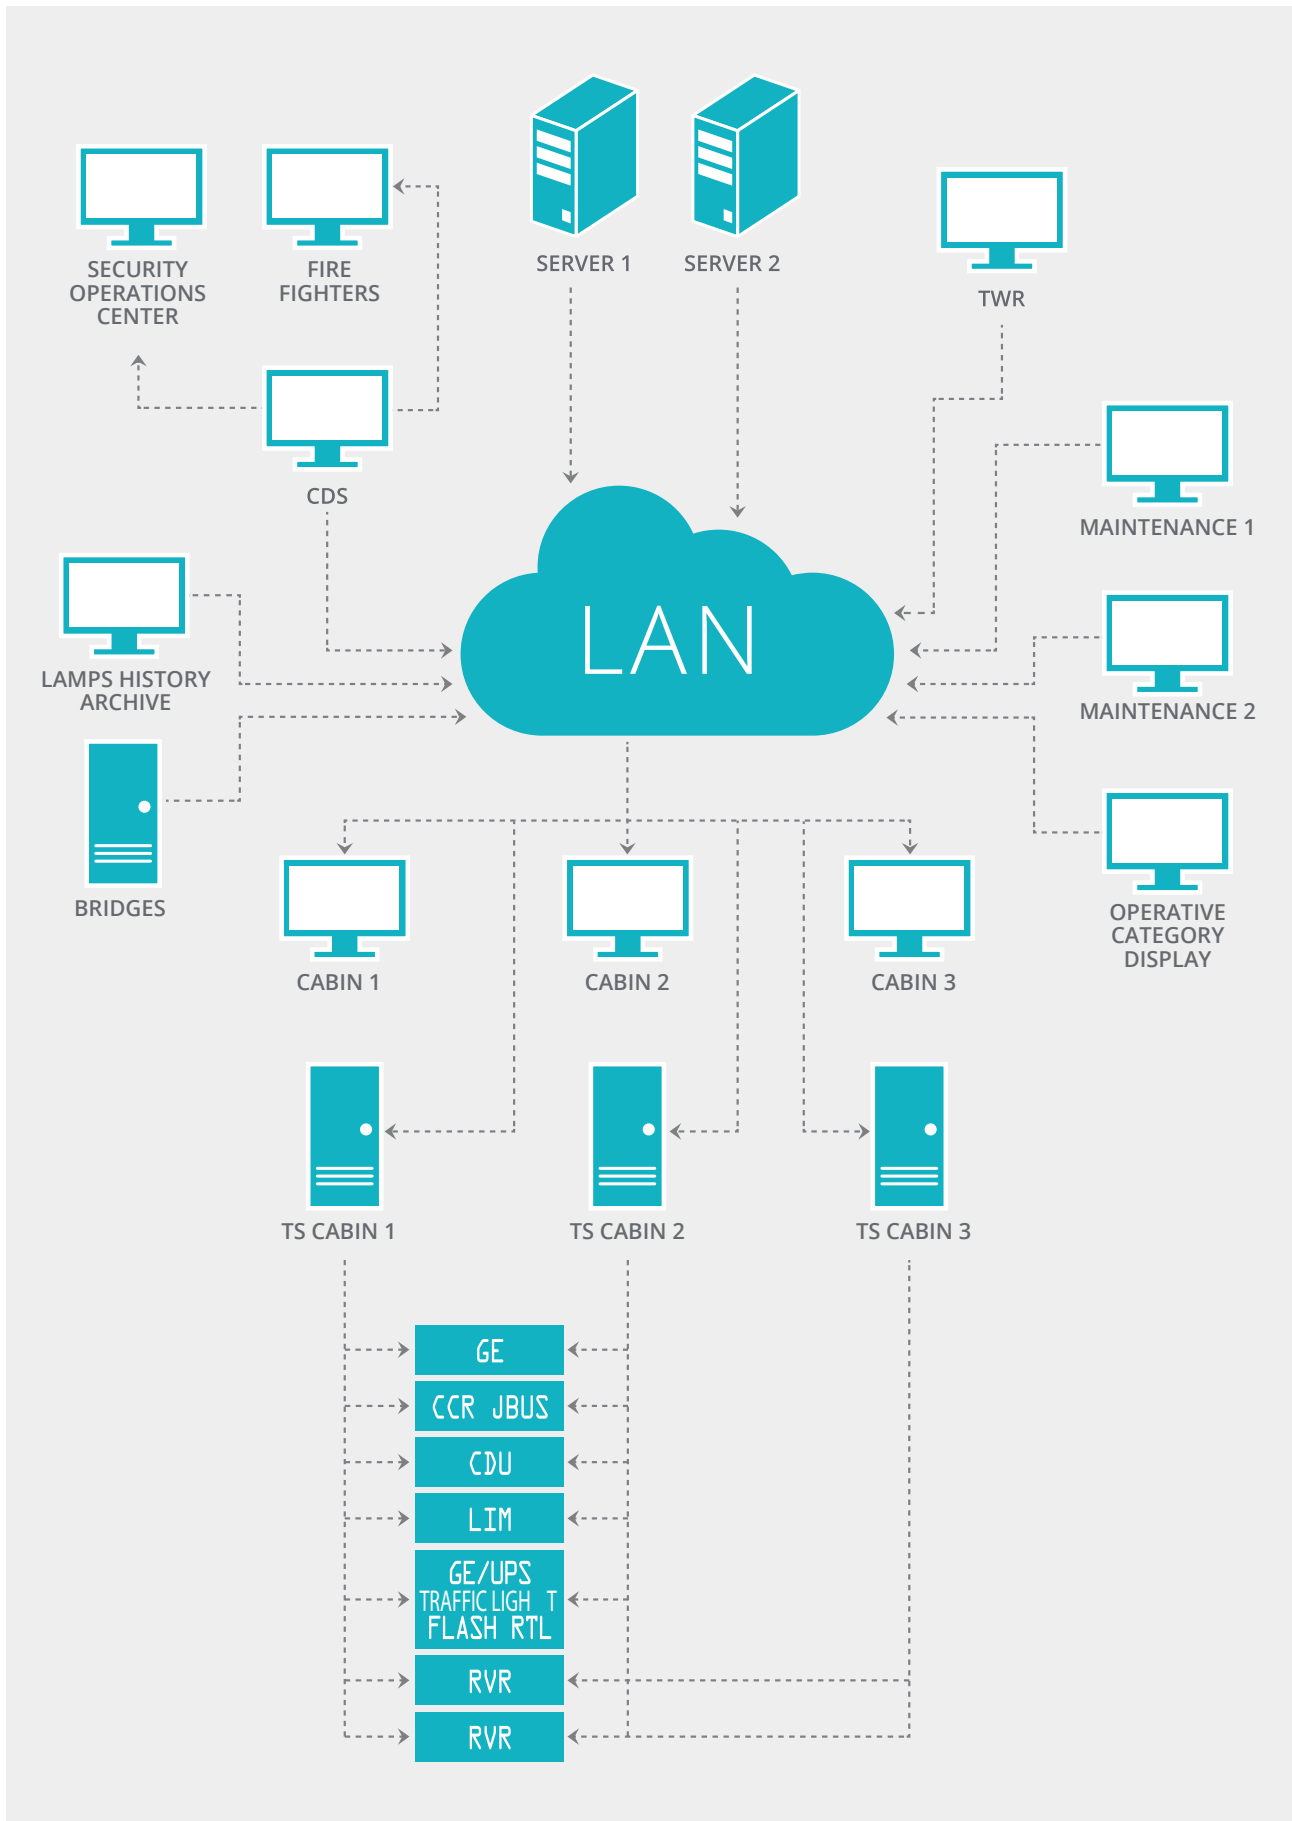 SERVER 1
SERVER 2
SECURITY
OPERATIONS
CENTER
FIRE
FIGHTERS
TWR
CDS
MAINTENANCE 1
LAN
LAMPS HISTORY
ARCHIVE
MAINTENANCE 2
BRIDGES
OPERATIVE
CATEGORY
DISPLAY
CABIN 1
CABIN 2
CABIN 3
TS CABIN 1
TS CABIN 2
TS CABIN 3
GE
CCR JBUS
CDU
LIM
GE/UPS
TRAFFIC LIGH T
FLASH RTL
RVR
RVR